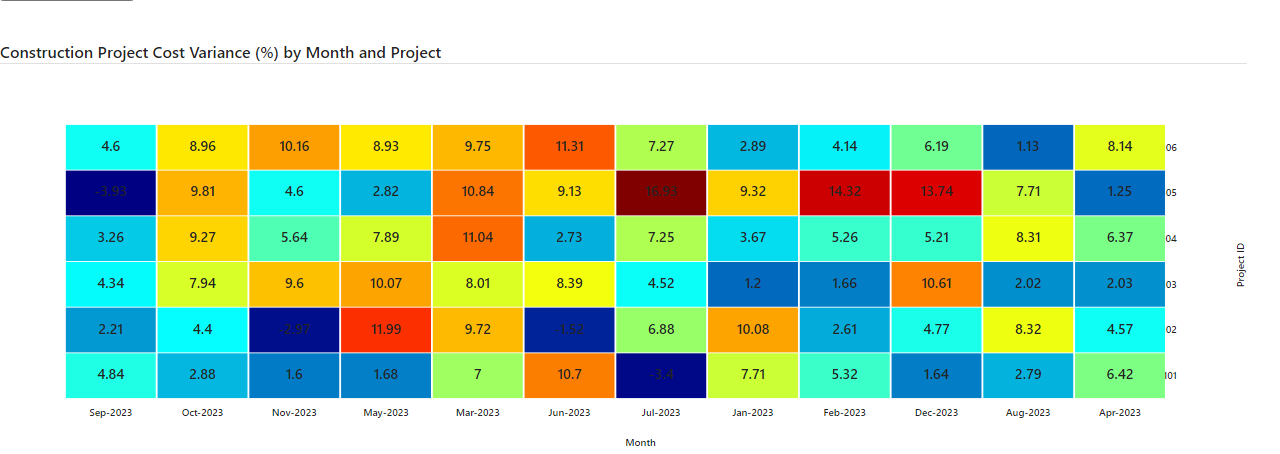 Construction Project Cost Variance (%) by Month and Project
4.6 8.96 10.16 8.93 9.75 11.31 7.27 2.89 4.14 6.19 1.13 8.14 06
-3.93 9.81 4.6 2.82 10.84 9.13 9.32 14.32 13.74 7.71 1.25 05
3.26 9.27 5.64 7.89 11.04 2.73 7.25 3.67 5.26 5.21 8.31 6.37 04
Project ID
4.34 7.94 9.6 10.07 8.01 8.39 4.52 1.2 1.66 10.61 2.02 2.03 03
2.21 4.4 -2.97 11.99 9.72 6.88 10.08 2.61 4.77 8.32 4.57 02
4.84 2.88 1.6 1.68 7 10.7 -3.4 7.71 5.32 1.64 2.79 6.42 101
Sep-2023 Oct-2023 Nov-2023 May-2023 Mar-2023 Jun-2023 Jul-2023 Jan-2023 Feb-2023 Dec-2023 Aug-2023 Apr-2023
Month